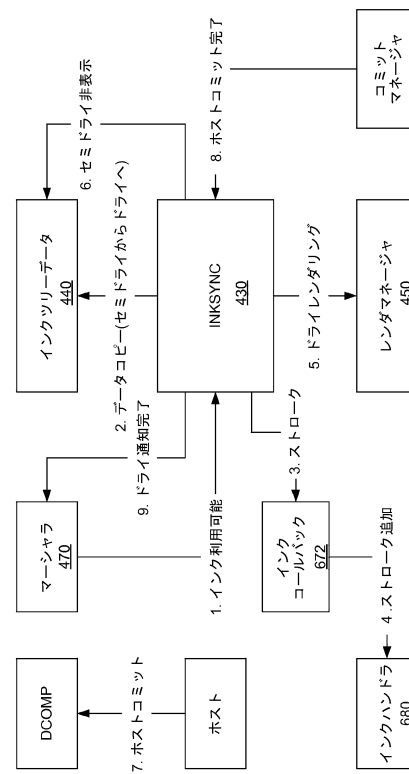 DCOMP
7. ホストコミット
ホスト
マーシャラ
470
9. ドライ通知完了
1. インク利用可能
インク
コールバック
672
4. ストローク追加
インクハンドラ
680
インクツリーデータ
440
2. データコピー(セミドライからドライへ)
6. セミドライ非表示
INKSYNC
430
3. ストローク
5. ドライレンダリング
レンダマネージャ
450
8. ホストコミット完了
コミット
マネージャ